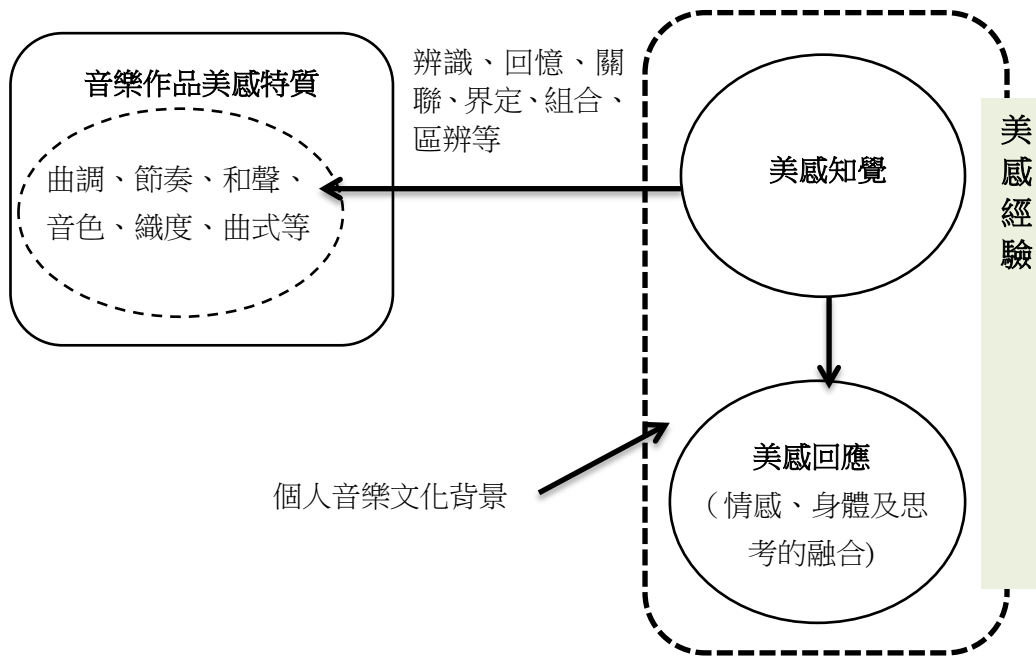 音樂作品美感特質
曲調、節奏、和聲、
音色、織度、曲式等
辨識、回憶、關
聯、界定、組合、
區辨等
美感知覺
美感經驗
美感回應
（情感、身體及思
考的融合)
個人音樂文化背景